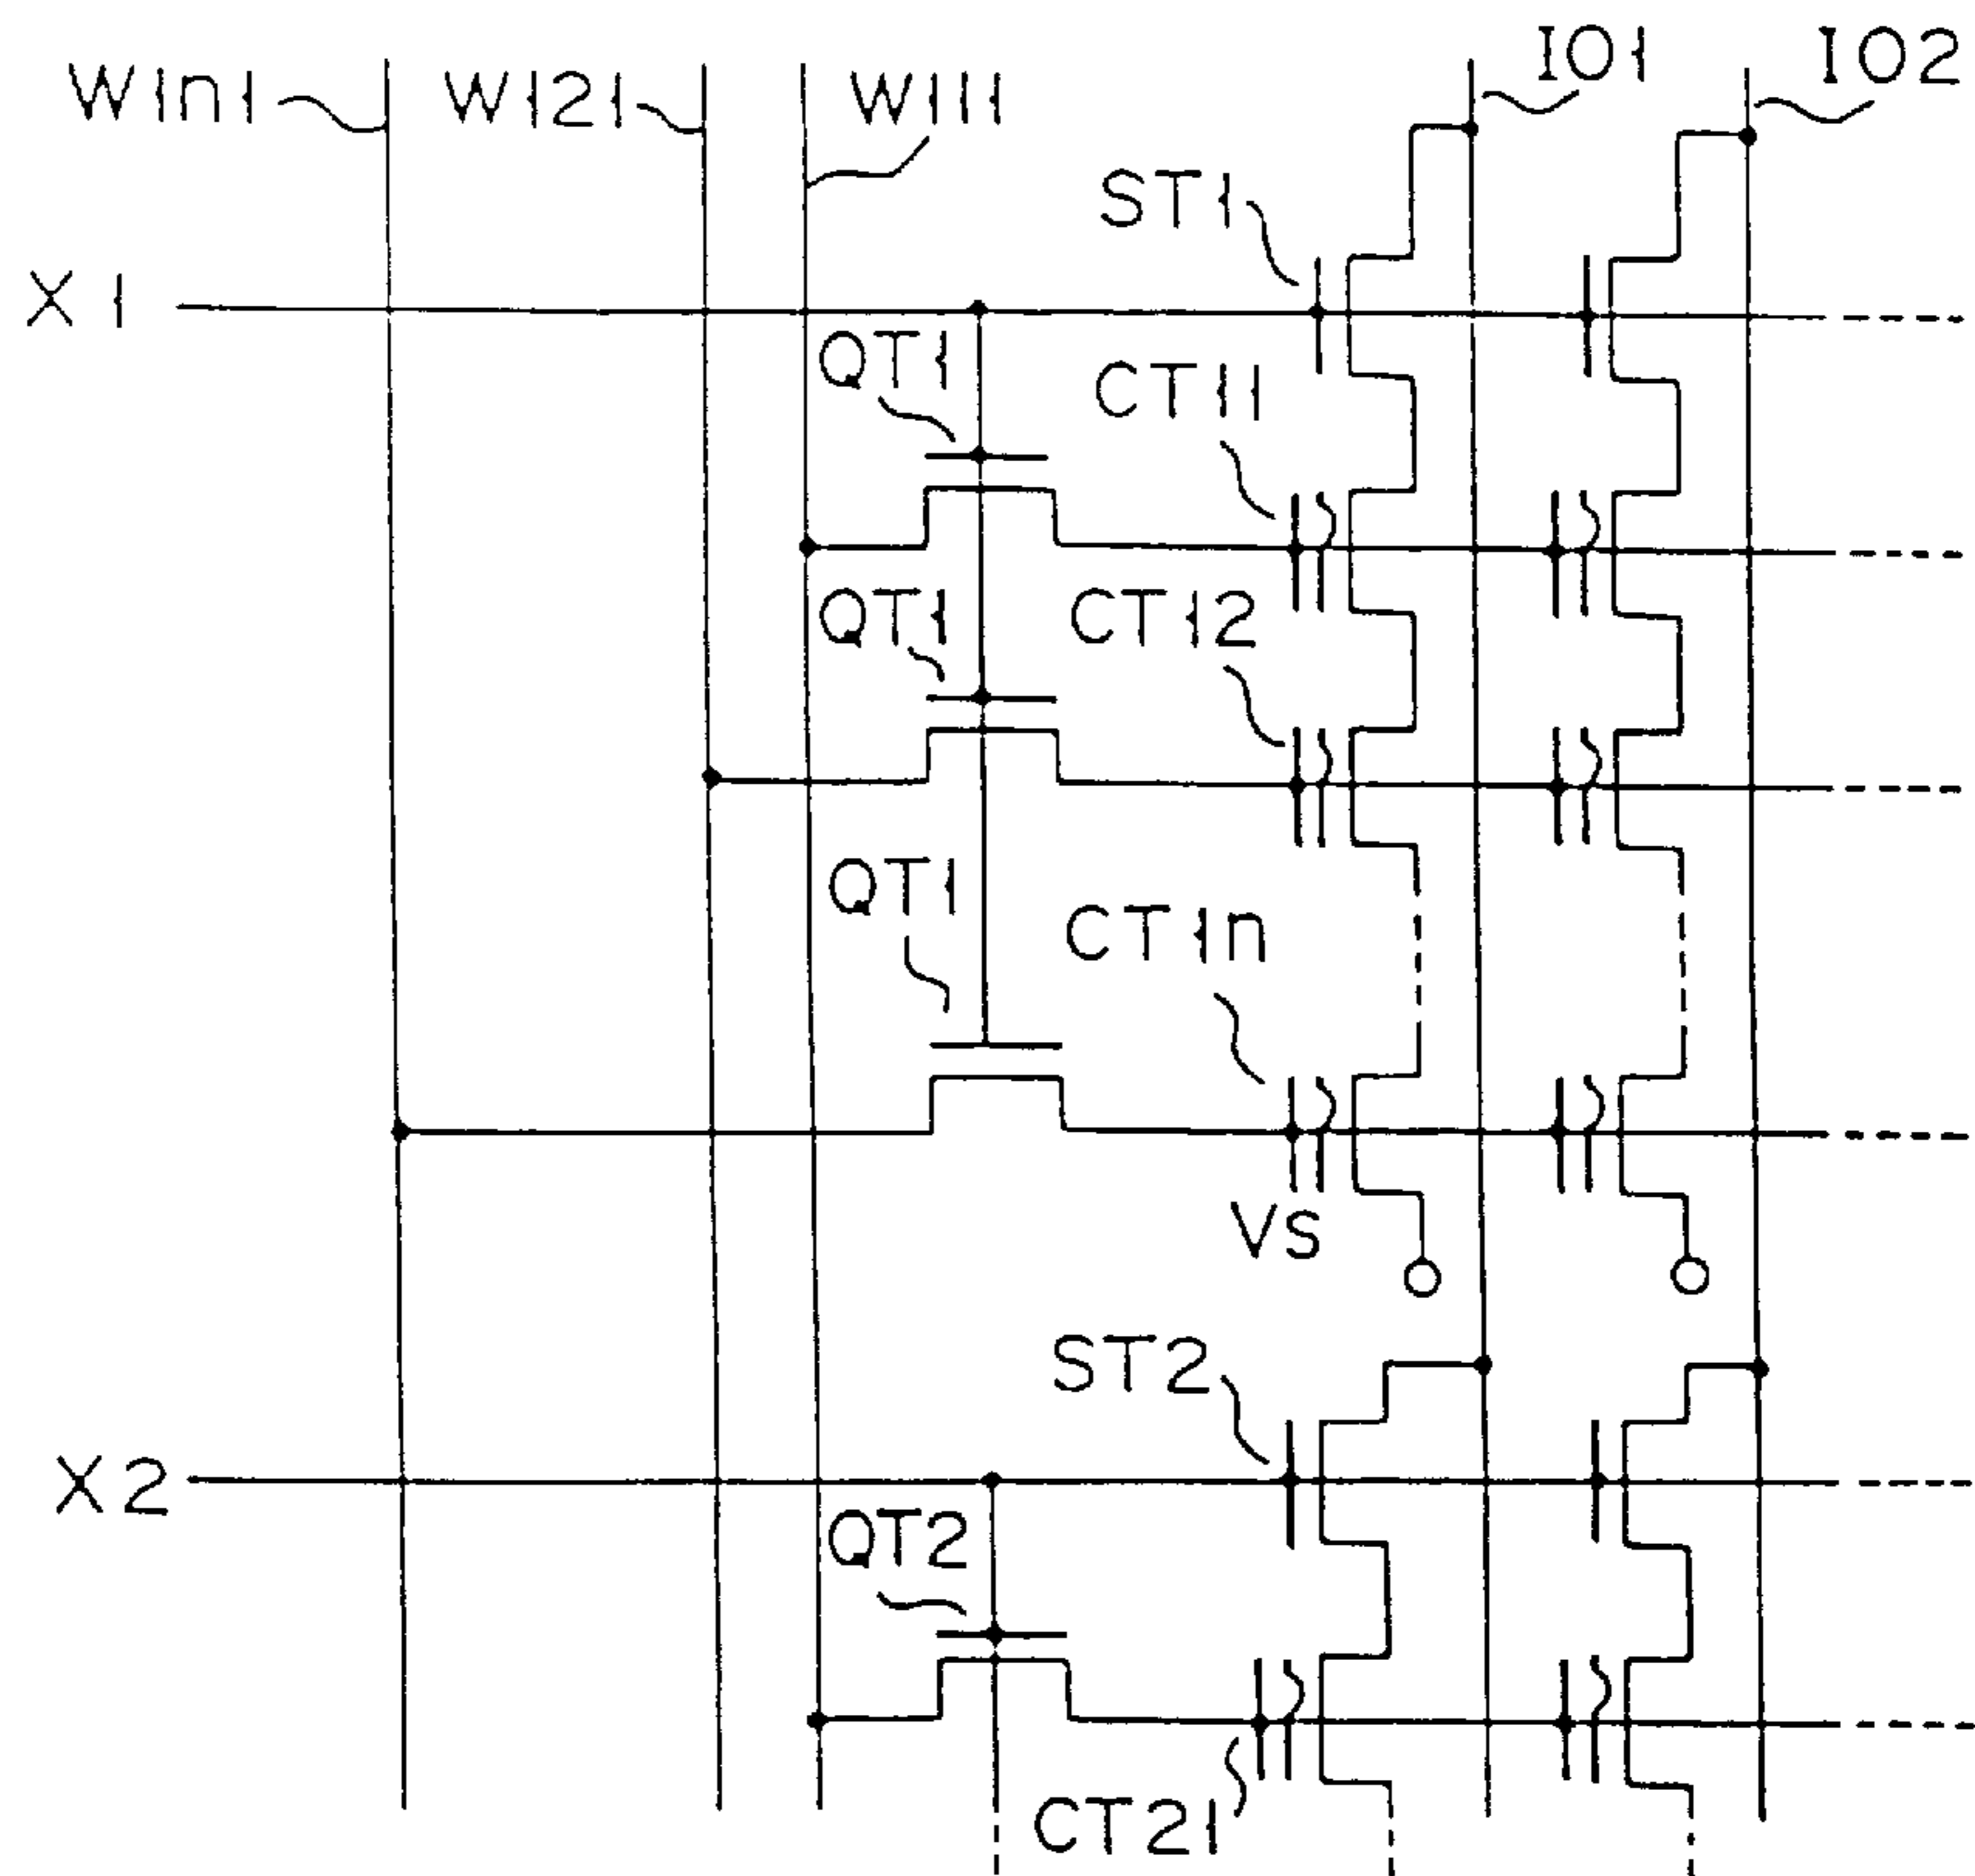 W1n1
W121
W111
IO1
IO2
ST1
X1
QT1
CT11
QT1
CT12
QT1
CT1n
VS
ST2
X2
QT2
CT21